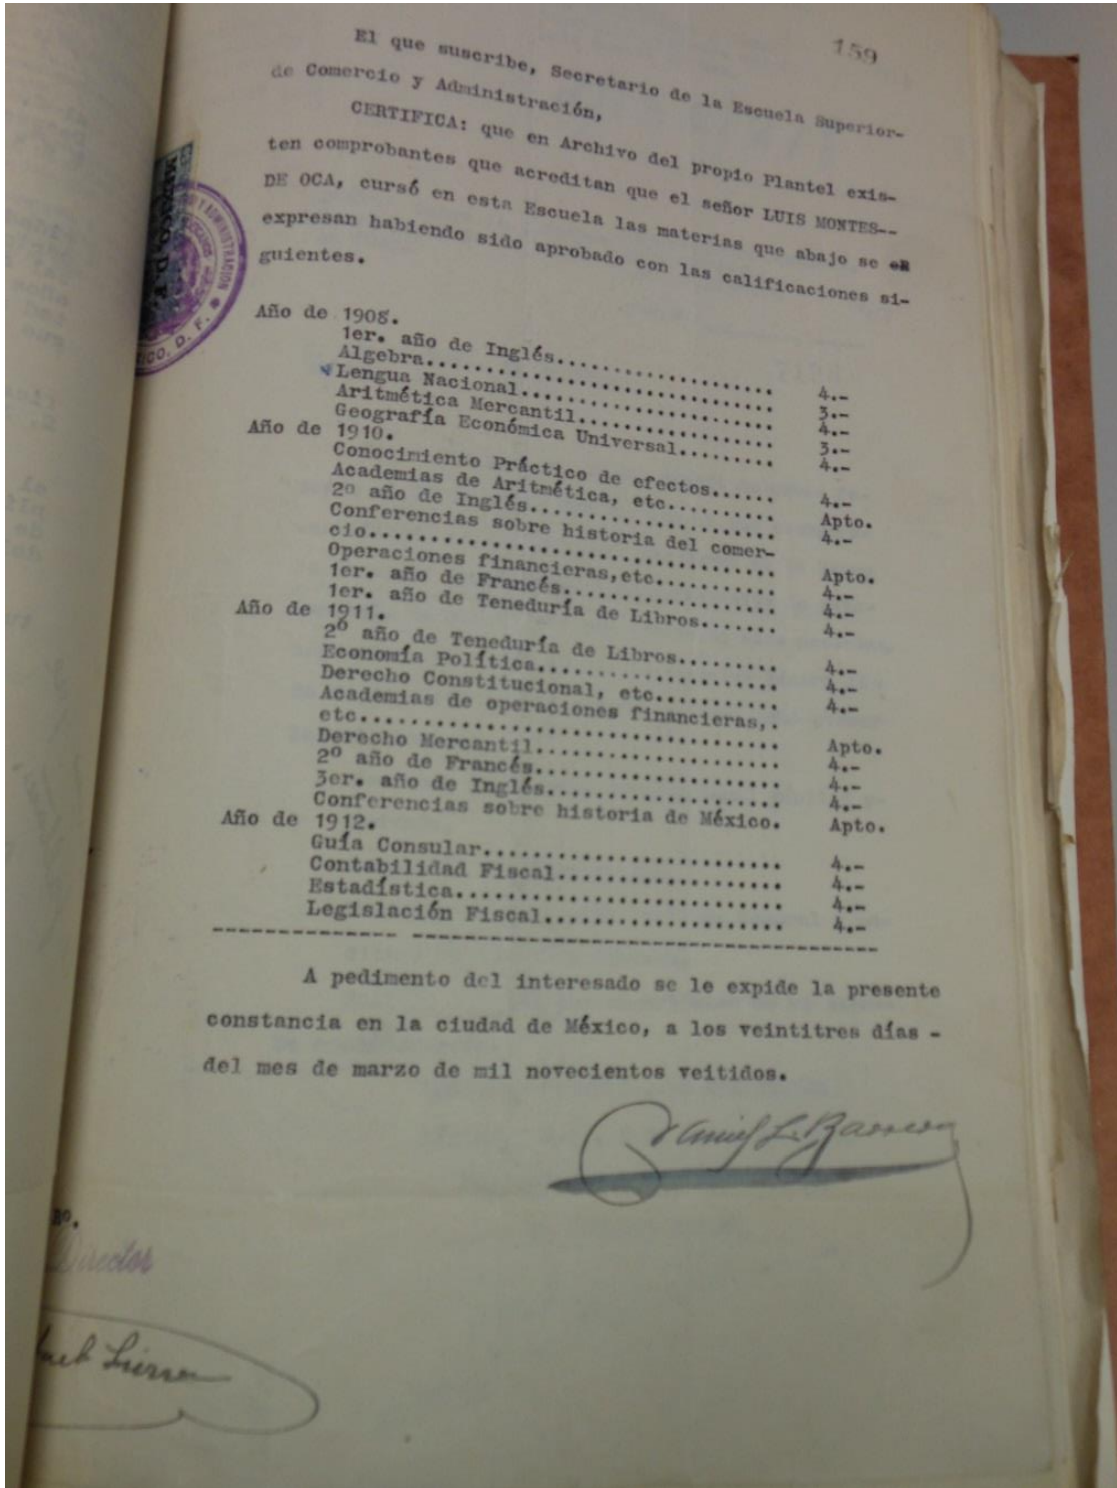 159
El que suscribe, Secretario de la Escuela Superior-
de Comercio y Administración,
CERTIFICA: que en Archivo del propio Plantel exis-
ten comprobantes que acreditan que el señor LUIS MONTES--
DE OCA, cursó en esta Escuela las materias que abajo se
expresan habiendo sido aprobado con las calificaciones si-
guientes.
Año de 1908.
1er. año de Inglés.................... 4.-
Algebra............................... 3.-
Lengua Nacional....................... 4.-
Aritmética Mercantil.................. 3.-
Geografía Económica Universal......... 4.-
Año de 1910.
Conocimiento Práctico de efectos...... 4.-
Academias de Aritmética, etc.......... Apto.
2º año de Inglés...................... 4.-
Conferencias sobre historia del comer-
cio................................... Apto.
Operaciones financieras,etc........... 4.-
1er. año de Francés................... 4.-
1er. año de Teneduría de Libros....... 4.-
Año de 1911.
2º año de Teneduría de Libros......... 4.-
Economía Política..................... 4.-
Derecho Constitucional, etc........... 4.-
Academias de operaciones financieras,.
etc................................... Apto.
Derecho Mercantil..................... 4.-
2º año de Francés..................... 4.-
3er. año de Inglés.................... 4.-
Conferencias sobre historia de México. Apto.
Año de 1912.
Guía Consular......................... 4.-
Contabilidad Fiscal................... 4.-
Estadística........................... 4.-
Legislación Fiscal.................... 4.-
A pedimento del interesado se le expide la presente
constancia en la ciudad de México, a los veintitres días -
del mes de marzo de mil novecientos veitidos.
Director
MEXICO, D. F.
Y ADMINISTRACION
D. F.